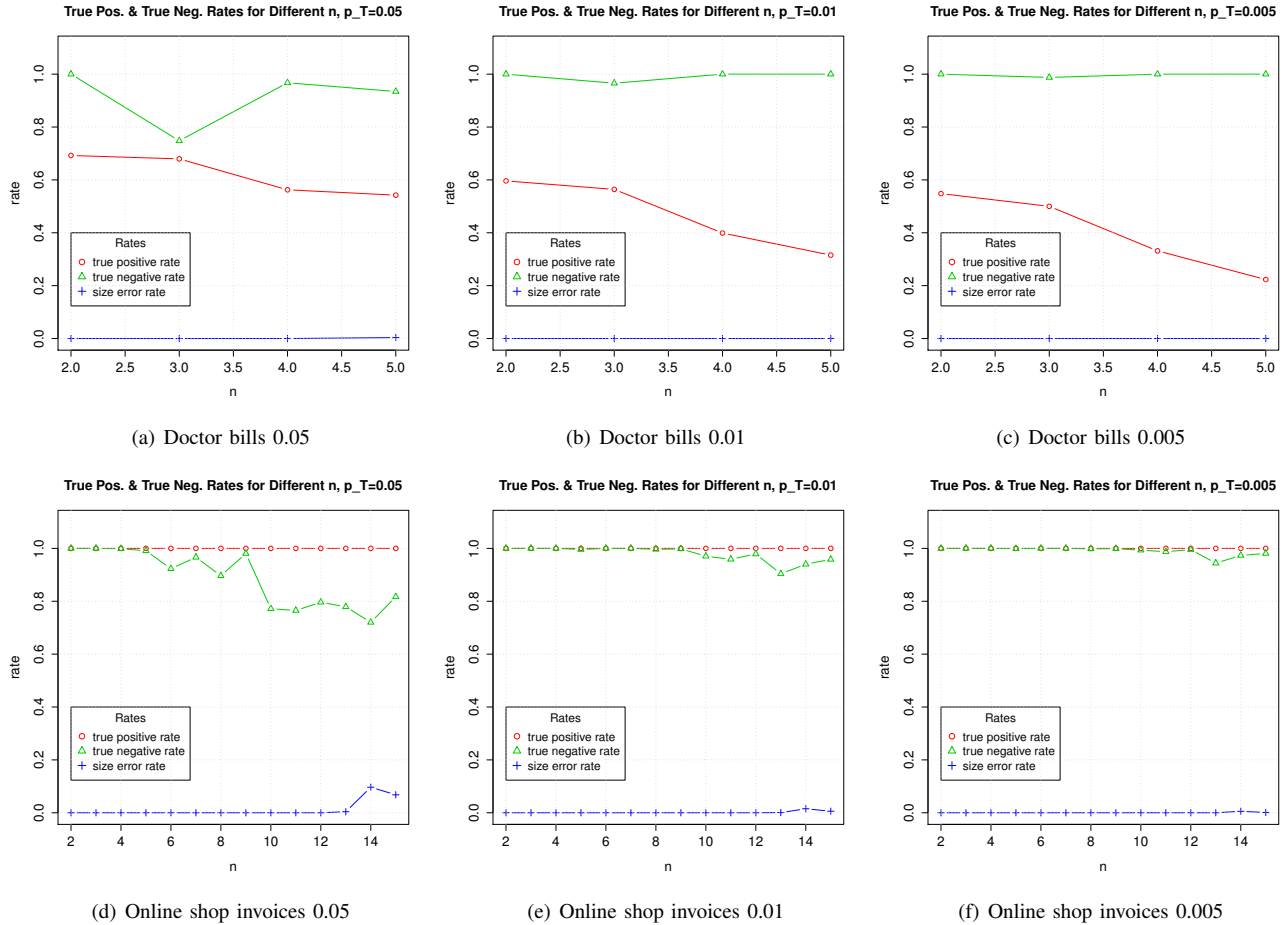 True Pos. & True Neg. Rates for Different n, p_T=0.05
rate
1.0
0.8
0.6
0.4
0.2
0.0
Rates
true positive rate
true negative rate
size error rate
2.0 2.5 3.0 3.5 4.0 4.5 5.0
n
(a) Doctor bills 0.05
True Pos. & True Neg. Rates for Different n, p_T=0.01
rate
1.0
0.8
0.6
0.4
0.2
0.0
Rates
true positive rate
true negative rate
size error rate
2.0 2.5 3.0 3.5 4.0 4.5 5.0
n
(b) Doctor bills 0.01
True Pos. & True Neg. Rates for Different n, p_T=0.005
rate
1.0
0.8
0.6
0.4
0.2
0.0
Rates
true positive rate
true negative rate
size error rate
2.0 2.5 3.0 3.5 4.0 4.5 5.0
n
(c) Doctor bills 0.005
True Pos. & True Neg. Rates for Different n, p_T=0.05
rate
1.0
0.8
0.6
0.4
0.2
0.0
Rates
true positive rate
true negative rate
size error rate
2 4 6 8 10 12 14
n
(d) Online shop invoices 0.05
True Pos. & True Neg. Rates for Different n, p_T=0.01
rate
1.0
0.8
0.6
0.4
0.2
0.0
Rates
true positive rate
true negative rate
size error rate
2 4 6 8 10 12 14
n
(e) Online shop invoices 0.01
True Pos. & True Neg. Rates for Different n, p_T=0.005
rate
1.0
0.8
0.6
0.4
0.2
0.0
Rates
true positive rate
true negative rate
size error rate
2 4 6 8 10 12 14
n
(f) Online shop invoices 0.005